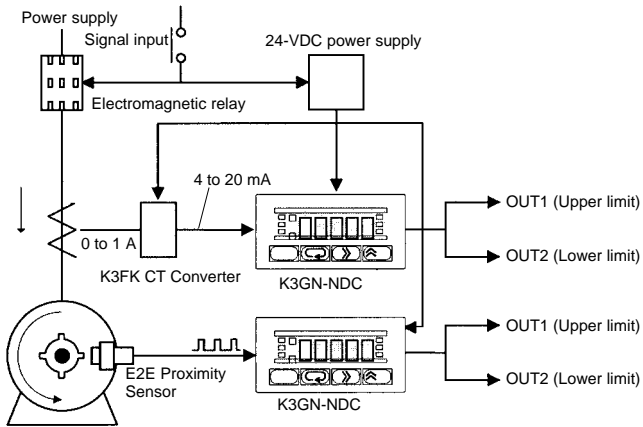 Power supply
Signal input
24-VDC power supply
Electromagnetic relay
4 to 20 mA
OUT1 (Upper limit)
0 to 1 A
OUT2 (Lower limit)
K3FK CT Converter
K3GN-NDC
OUT1 (Upper limit)
E2E Proximity
Sensor
OUT2 (Lower limit)
K3GN-NDC